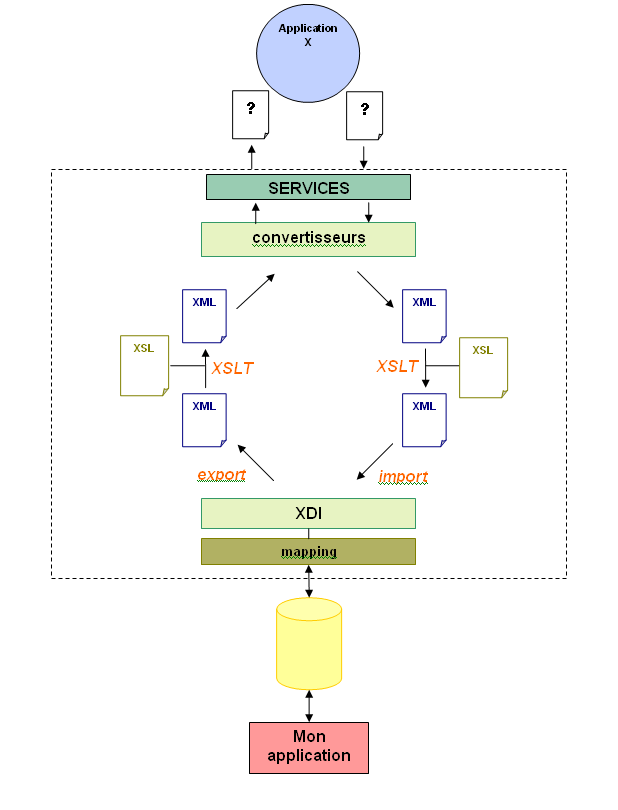 Application
X
?
?
SERVICES
convertisseurs
XML
XML
XSL
XSLT
XSLT
XSL
XML
XML
export
import
XDI
mapping
Mon
application